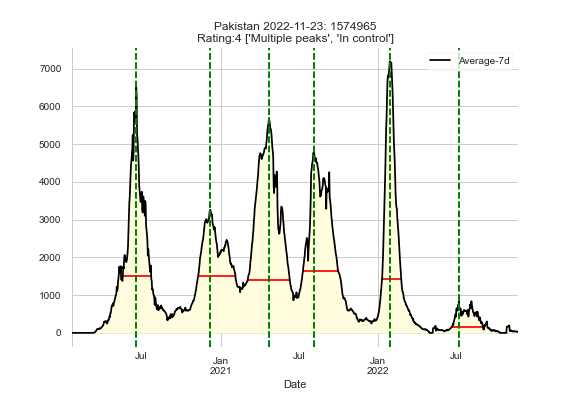 Pakistan 2022-11-23: 1574965
Rating:4 ['Multiple peaks', 'In control']
Average-7d
7000
6000
5000
4000
3000
2000
1000
0
Jul
Jan
2021
Jul
Jan
2022
Jul
Date